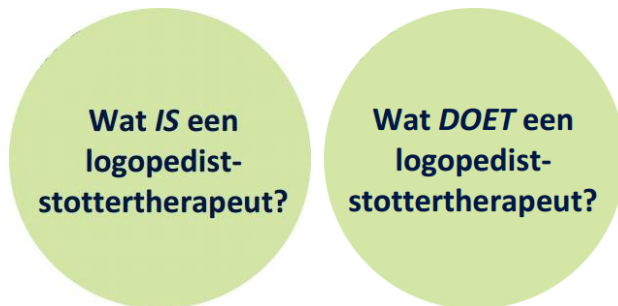 Wat IS een
logopedist-
stottertherapeut?
Wat DOET een
logopedist-
stottertherapeut?